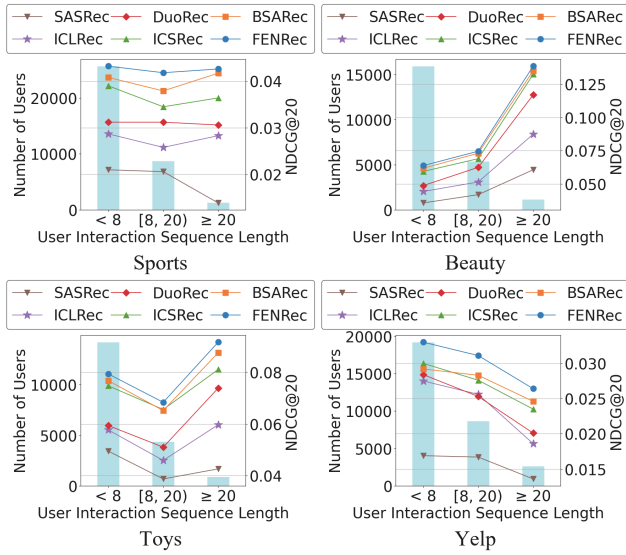 SASRec DuoRec BSARec
ICLRec ICSRec FENRec
Number of Users
20000
10000
0
0.04
0.03
0.02
NDCG@20
< 8 [8, 20) ≥ 20
User Interaction Sequence Length
Sports
SASRec DuoRec BSARec
ICLRec ICSRec FENRec
Number of Users
15000
10000
5000
0
0.125
0.100
0.075
0.050
NDCG@20
< 8 [8, 20) ≥ 20
User Interaction Sequence Length
Beauty
SASRec DuoRec BSARec
ICLRec ICSRec FENRec
Number of Users
10000
5000
0
0.08
0.06
0.04
NDCG@20
< 8 [8, 20) ≥ 20
User Interaction Sequence Length
Toys
SASRec DuoRec BSARec
ICLRec ICSRec FENRec
Number of Users
20000
15000
10000
5000
0
0.030
0.025
0.020
0.015
NDCG@20
< 8 [8, 20) ≥ 20
User Interaction Sequence Length
Yelp